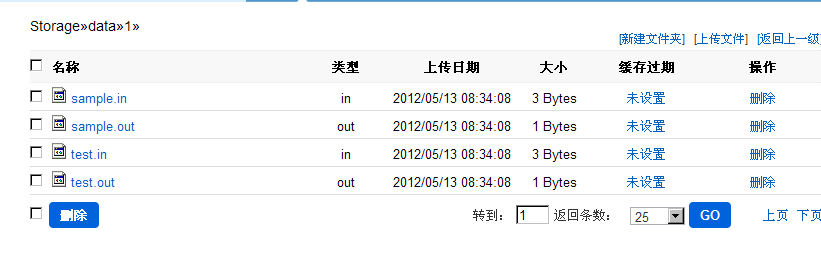 Storage»data»1»
[新建文件夹] [上传文件] [返回上一级]
名称 类型 上传日期 大小 缓存过期 操作
sample.in in 2012/05/13 08:34:08 3 Bytes 未设置 删除
sample.out out 2012/05/13 08:34:08 1 Bytes 未设置 删除
test.in in 2012/05/13 08:34:08 3 Bytes 未设置 删除
test.out out 2012/05/13 08:34:08 1 Bytes 未设置 删除
删除 转到： 1 返回条数： 25 GO 上页 下页